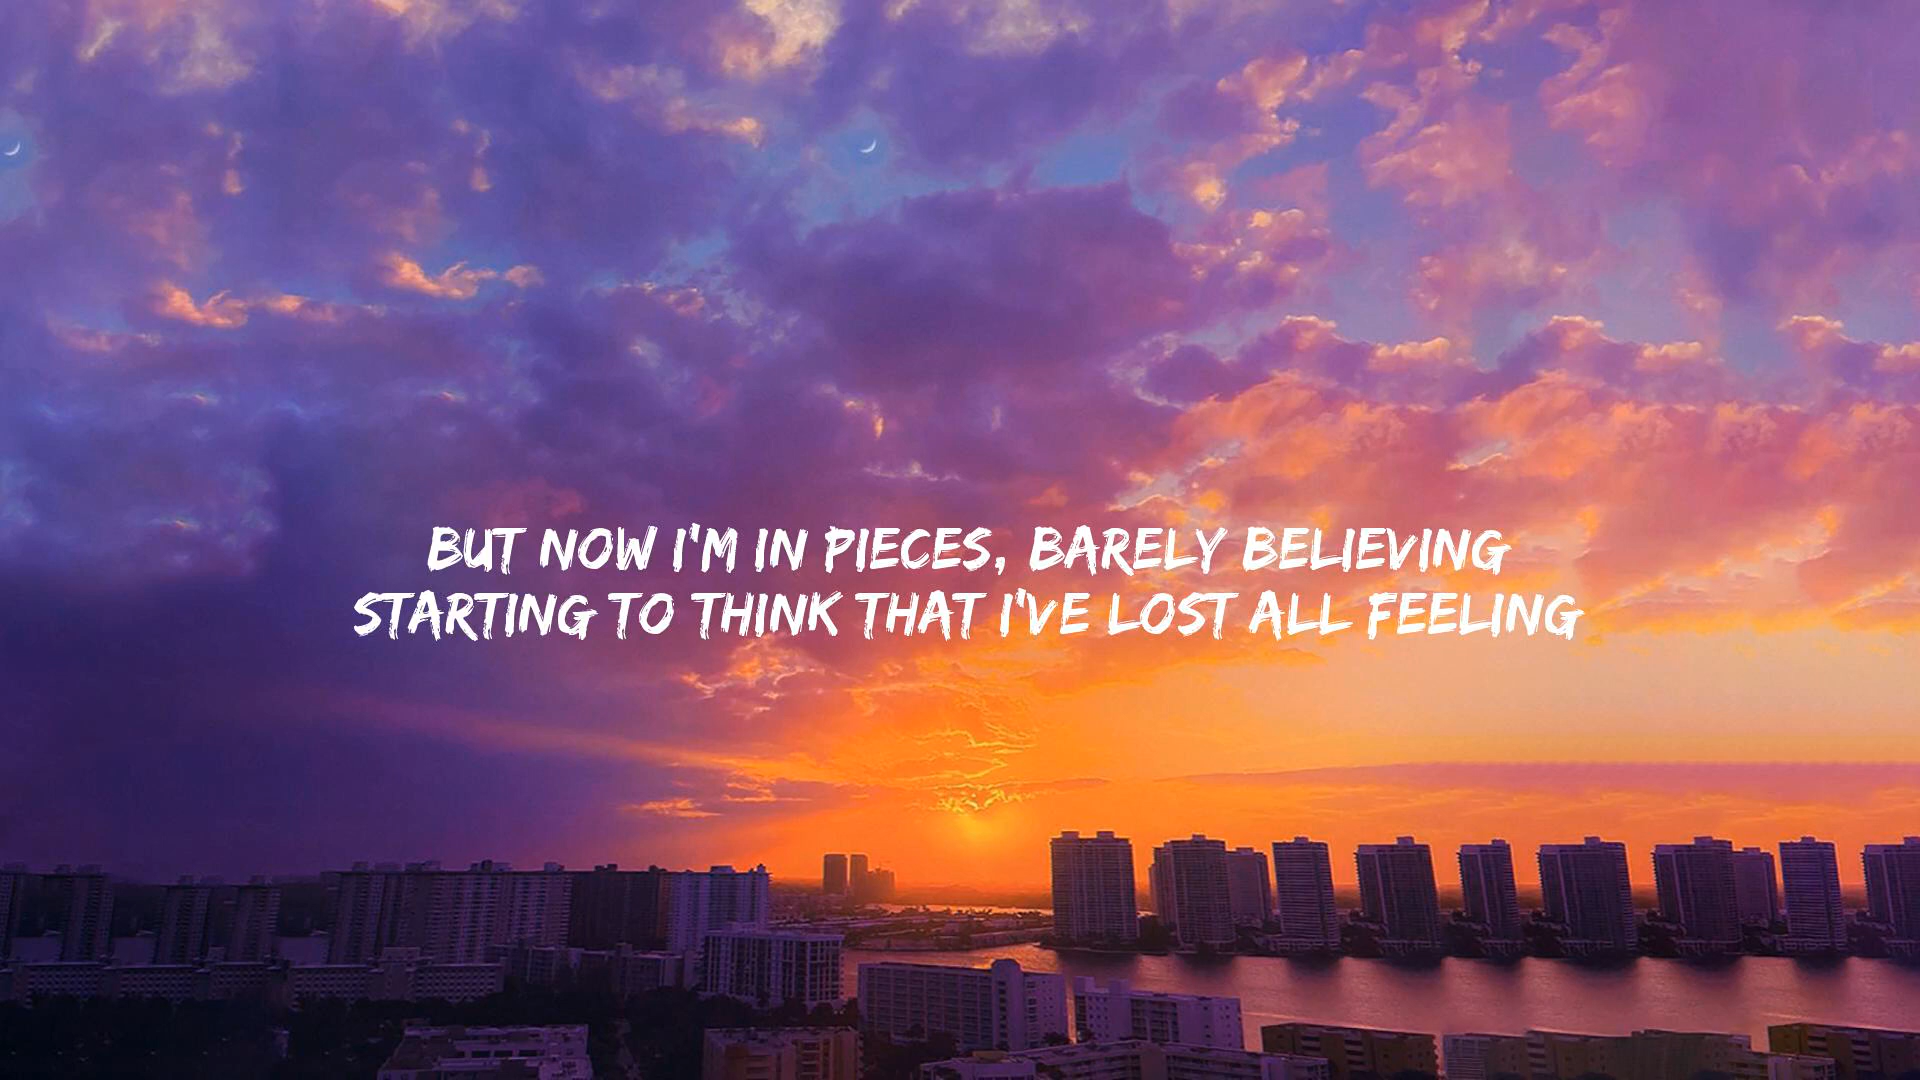 BUT NOW I'M IN PIECES, BARELY BELIEVING
STARTING TO THINK THAT I'VE LOST ALL FEELING